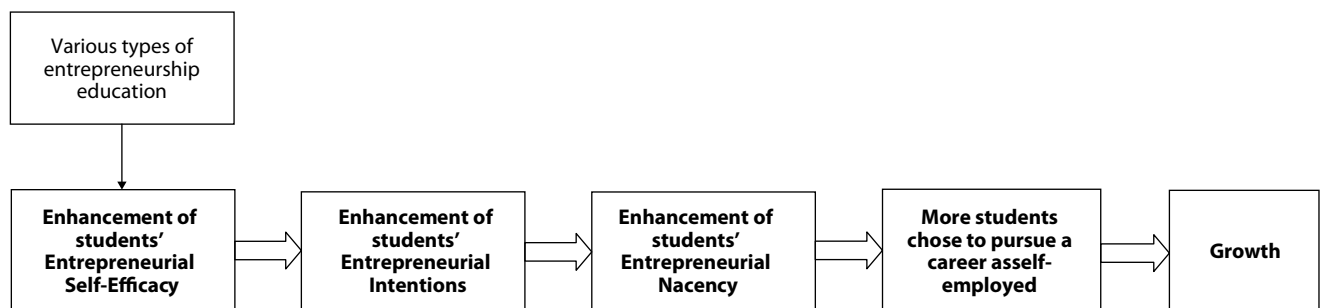 Various types of
entrepreneurship
education
Enhancement of
students’
Entrepreneurial
Self-Efficacy
Enhancement of
students’
Entrepreneurial
Intentions
Enhancement of
students’
Entrepreneurial
Nacency
More students
chose to pursue a
career asself-
employed
Growth